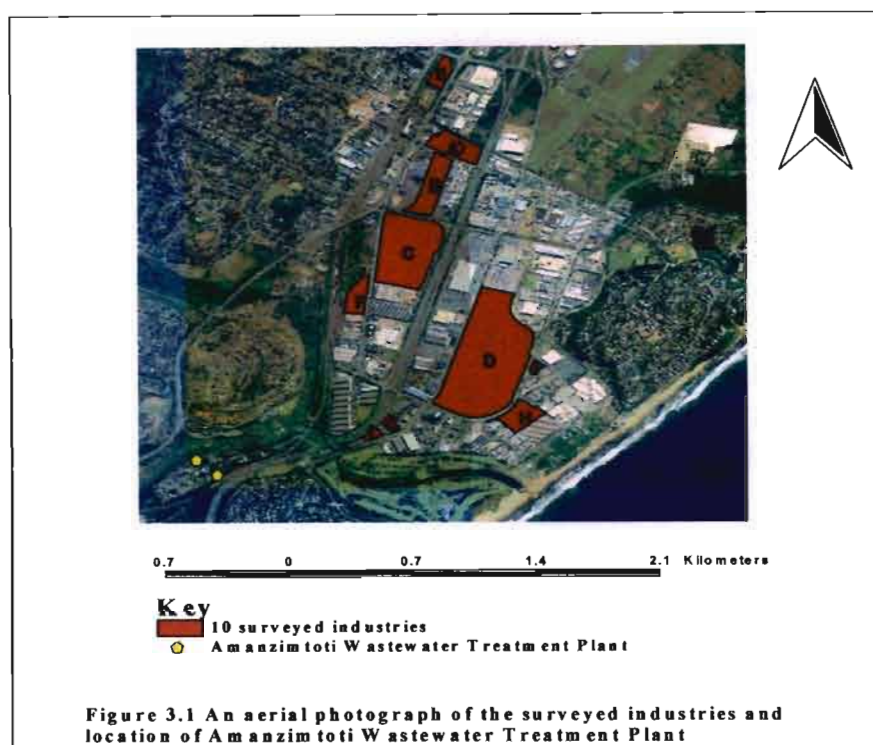 C
D
0.7 0 0.7 1.4 2.1 Kilometers
Key
10 surveyed industries
Amanzimtoti Wastewater Treatment Plant
Figure 3.1 An aerial photograph of the surveyed industries and
location of Amanzimtoti Wastewater Treatment Plant